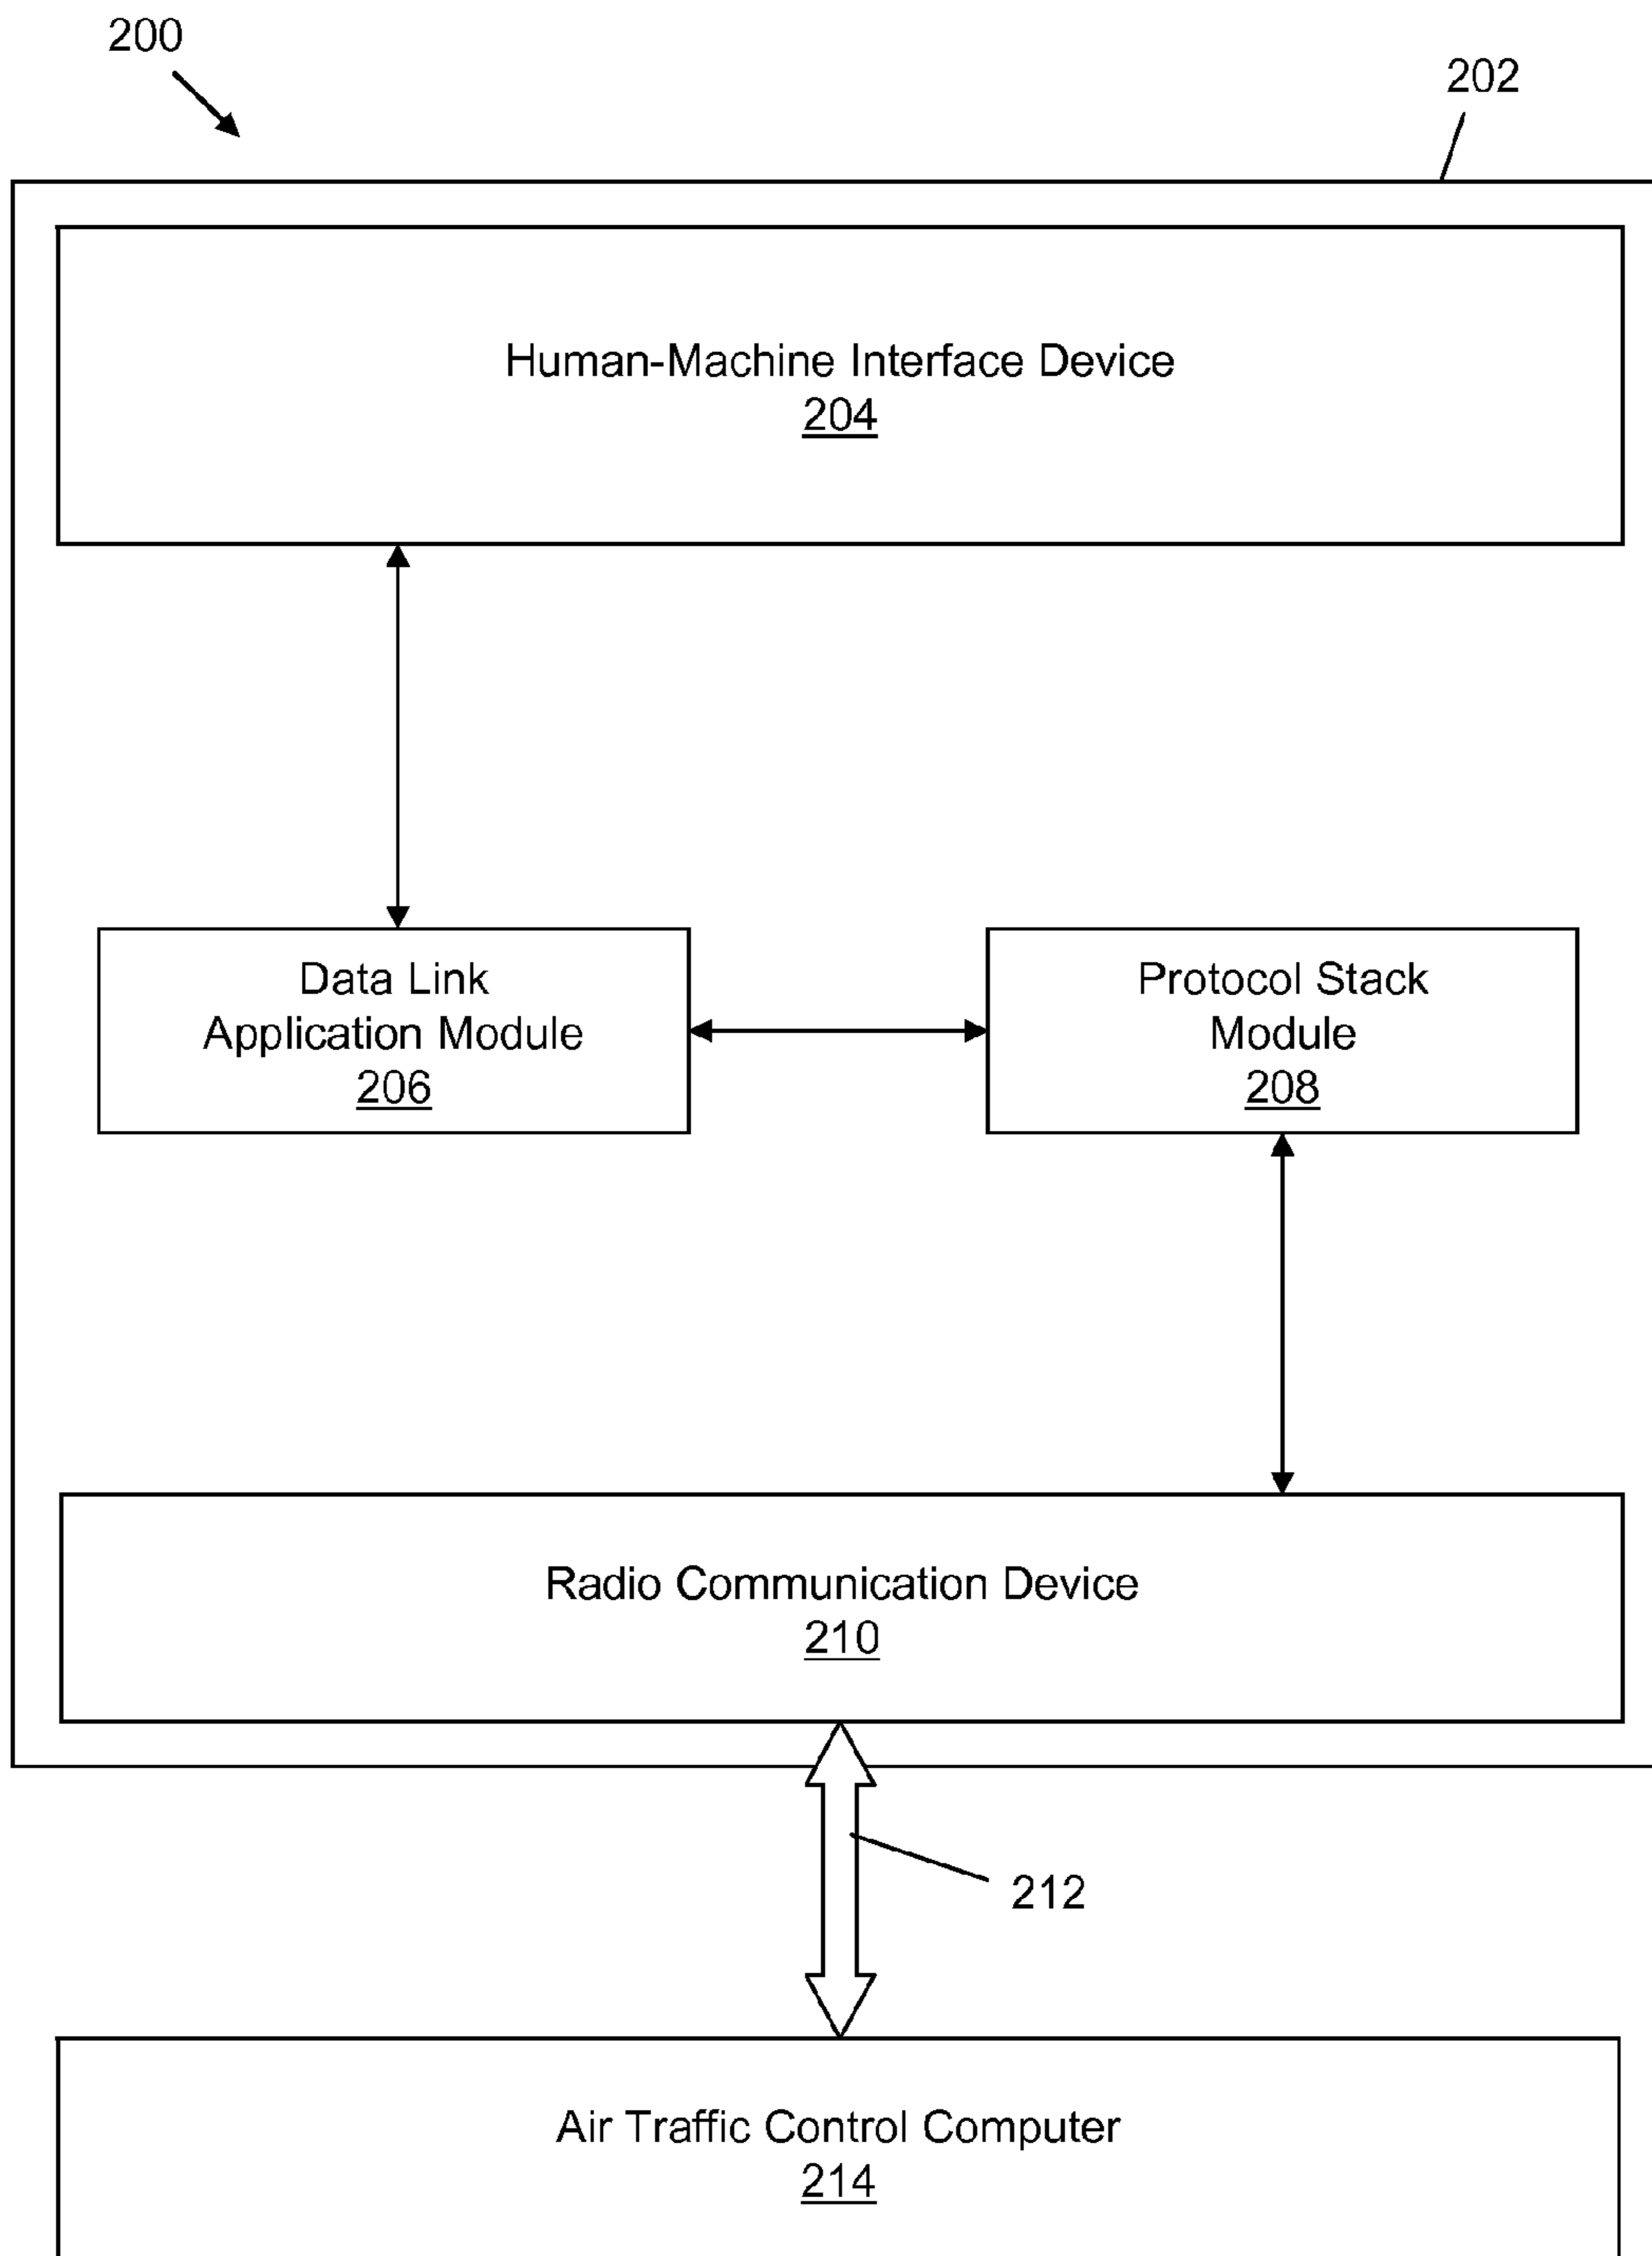 200
202
Human-Machine Interface Device
204
Data Link
Application Module
206
Protocol Stack
Module
208
Radio Communication Device
210
212
Air Traffic Control Computer
214